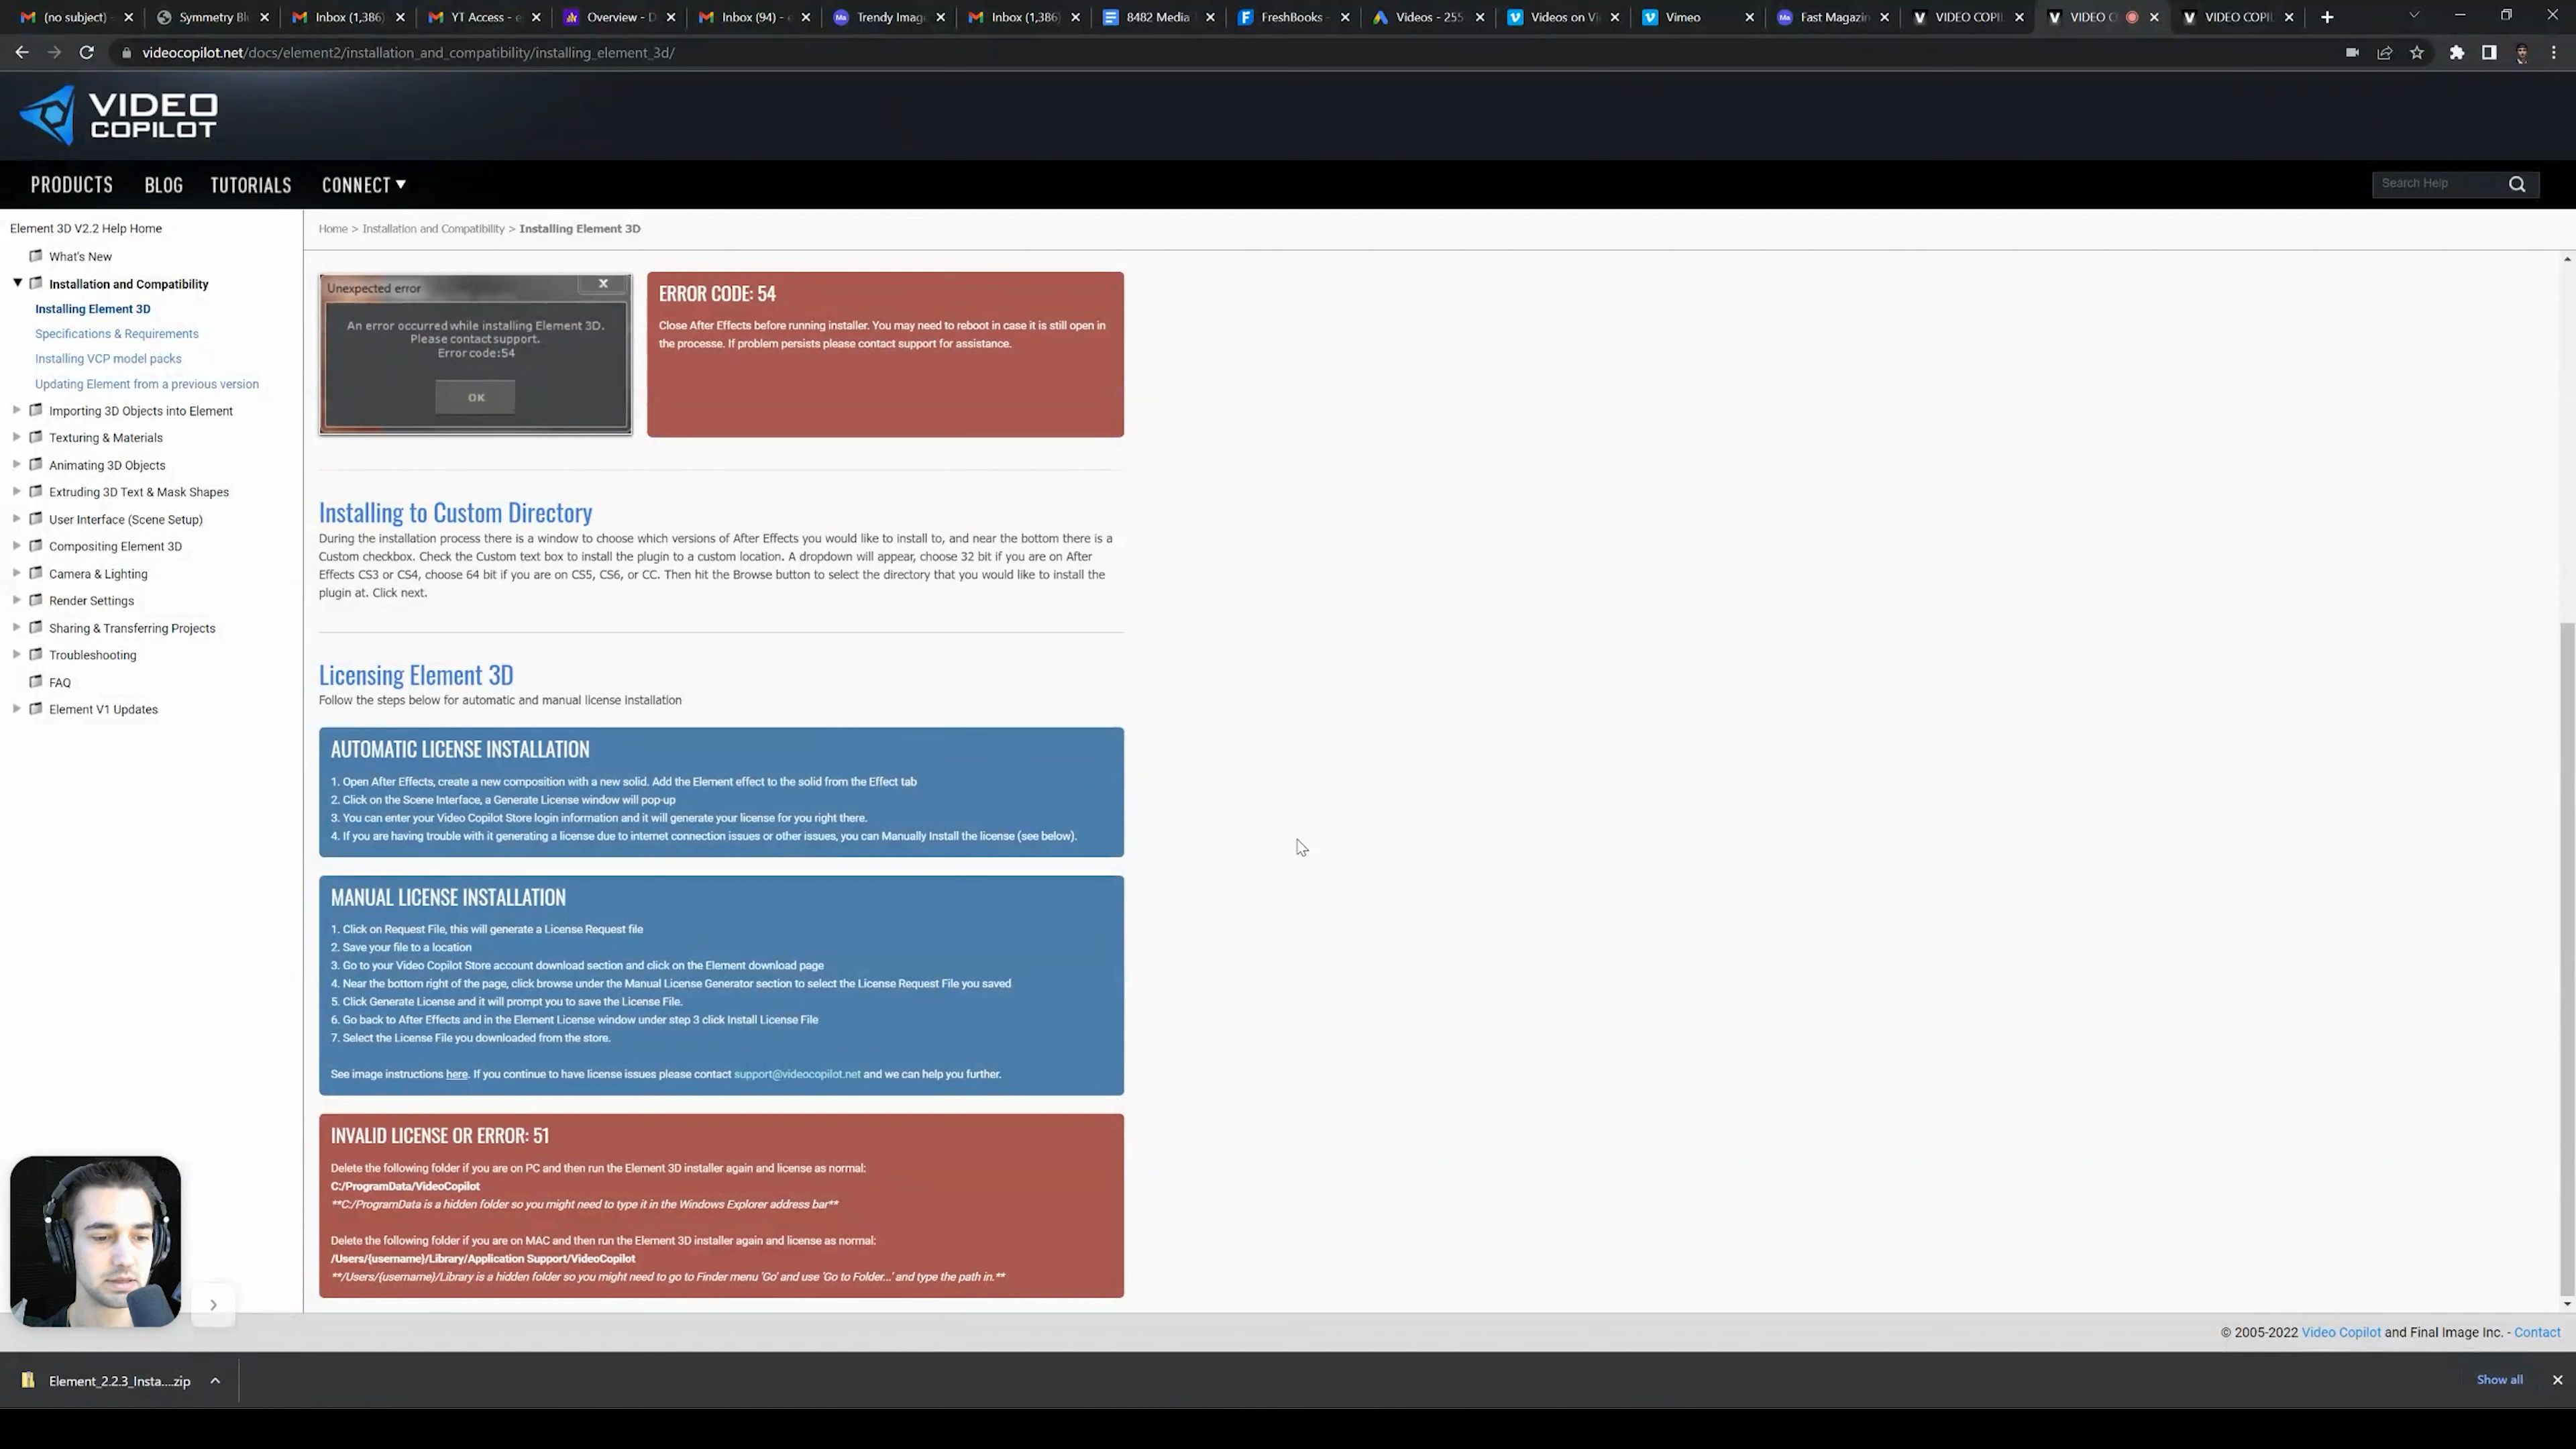 (no subject)
Symmetry Bl
Inbox (1,386)
YT Access - e
Overview - D
Inbox (94) - e
Trendy Imag
Inbox (1,386)
8482 Media
FreshBooks -
Videos - 255
Videos on Vi
Vimeo
Fast Magazin
VIDEO COPIL
VIDEO C
VIDEO COPIL
videocopilot.net/docs/element2/installation_and_compatibility/installing_element_3d/
VIDEO
COPILOT
PRODUCTS
BLOG
TUTORIALS
CONNECT
Search Help
Element 3D V2.2 Help Home
What's New
Installation and Compatibility
Installing Element 3D
Specifications & Requirements
Installing VCP model packs
Updating Element from a previous version
Importing 3D Objects into Element
Texturing & Materials
Animating 3D Objects
Extruding 3D Text & Mask Shapes
User Interface (Scene Setup)
Compositing Element 3D
Camera & Lighting
Render Settings
Sharing & Transferring Projects
Troubleshooting
FAQ
Element V1 Updates
Home > Installation and Compatibility > Installing Element 3D
Unexpected error
X
An error occurred while installing Element 3D.
Please contact support.
Error code:54
OK
ERROR CODE: 54
Close After Effects before running installer. You may need to reboot in case it is still open in
the processe. If problem persists please contact support for assistance.
Installing to Custom Directory
During the installation process there is a window to choose which versions of After Effects you would like to install to, and near the bottom there is a
Custom checkbox. Check the Custom text box to install the plugin to a custom location. A dropdown will appear, choose 32 bit if you are on After
Effects CS3 or CS4, choose 64 bit if you are on CS5, CS6, or CC. Then hit the Browse button to select the directory that you would like to install the
plugin at. Click next.
Licensing Element 3D
Follow the steps below for automatic and manual license installation
AUTOMATIC LICENSE INSTALLATION
1. Open After Effects, create a new composition with a new solid. Add the Element effect to the solid from the Effect tab
2. Click on the Scene Interface, a Generate License window will pop-up
3. You can enter your Video Copilot Store login information and it will generate your license for you right there.
4. If you are having trouble with it generating a license due to internet connection issues or other issues, you can Manually Install the license (see below).
MANUAL LICENSE INSTALLATION
1. Click on Request File, this will generate a License Request file
2. Save your file to a location
3. Go to your Video Copilot Store account download section and click on the Element download page
4. Near the bottom right of the page, click browse under the Manual License Generator section to select the License Request File you saved
5. Click Generate License and it will prompt you to save the License File.
6. Go back to After Effects and in the Element License window under step 3 click Install License File
7. Select the License File you downloaded from the store.
See image instructions here. If you continue to have license issues please contact support@videocopilot.net and we can help you further.
INVALID LICENSE OR ERROR: 51
Delete the following folder if you are on PC and then run the Element 3D installer again and license as normal:
C:/ProgramData/VideoCopilot
**C:/ProgramData is a hidden folder so you might need to type it in the Windows Explorer address bar**
Delete the following folder if you are on MAC and then run the Element 3D installer again and license as normal:
/Users/{username}/Library/Application Support/VideoCopilot
**/Users/{username}/Library is a hidden folder so you might need to go to Finder menu 'Go' and use 'Go to Folder...' and type the path in.**
© 2005-2022 Video Copilot and Final Image Inc. - Contact
Element_2.2.3_Insta....zip
Show all